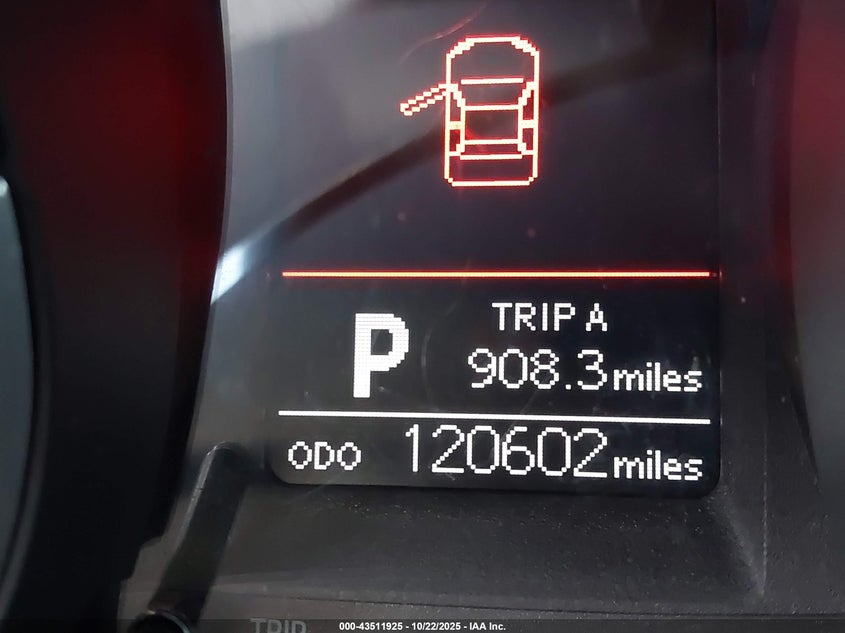 TRIP A
P
908.3 miles
ODO 120602 miles
TRIP
000-43511925 - 10/22/2025 - IAA Inc.